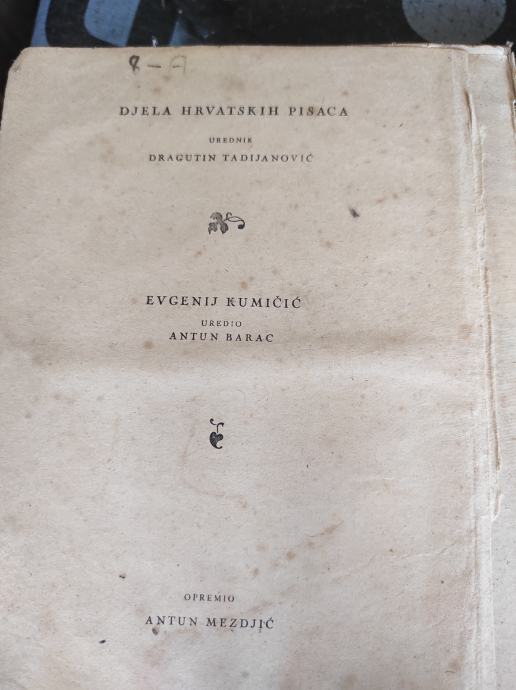 8-A
DJELA HRVATSKIH PISACA
UREDNIK
DRAGUTIN TADIJANOVIĆ
EVGENIJ KUMIČIĆ
UREDIO
ANTUN BARAC
OPREMIO
ANTUN MEZDJIĆ